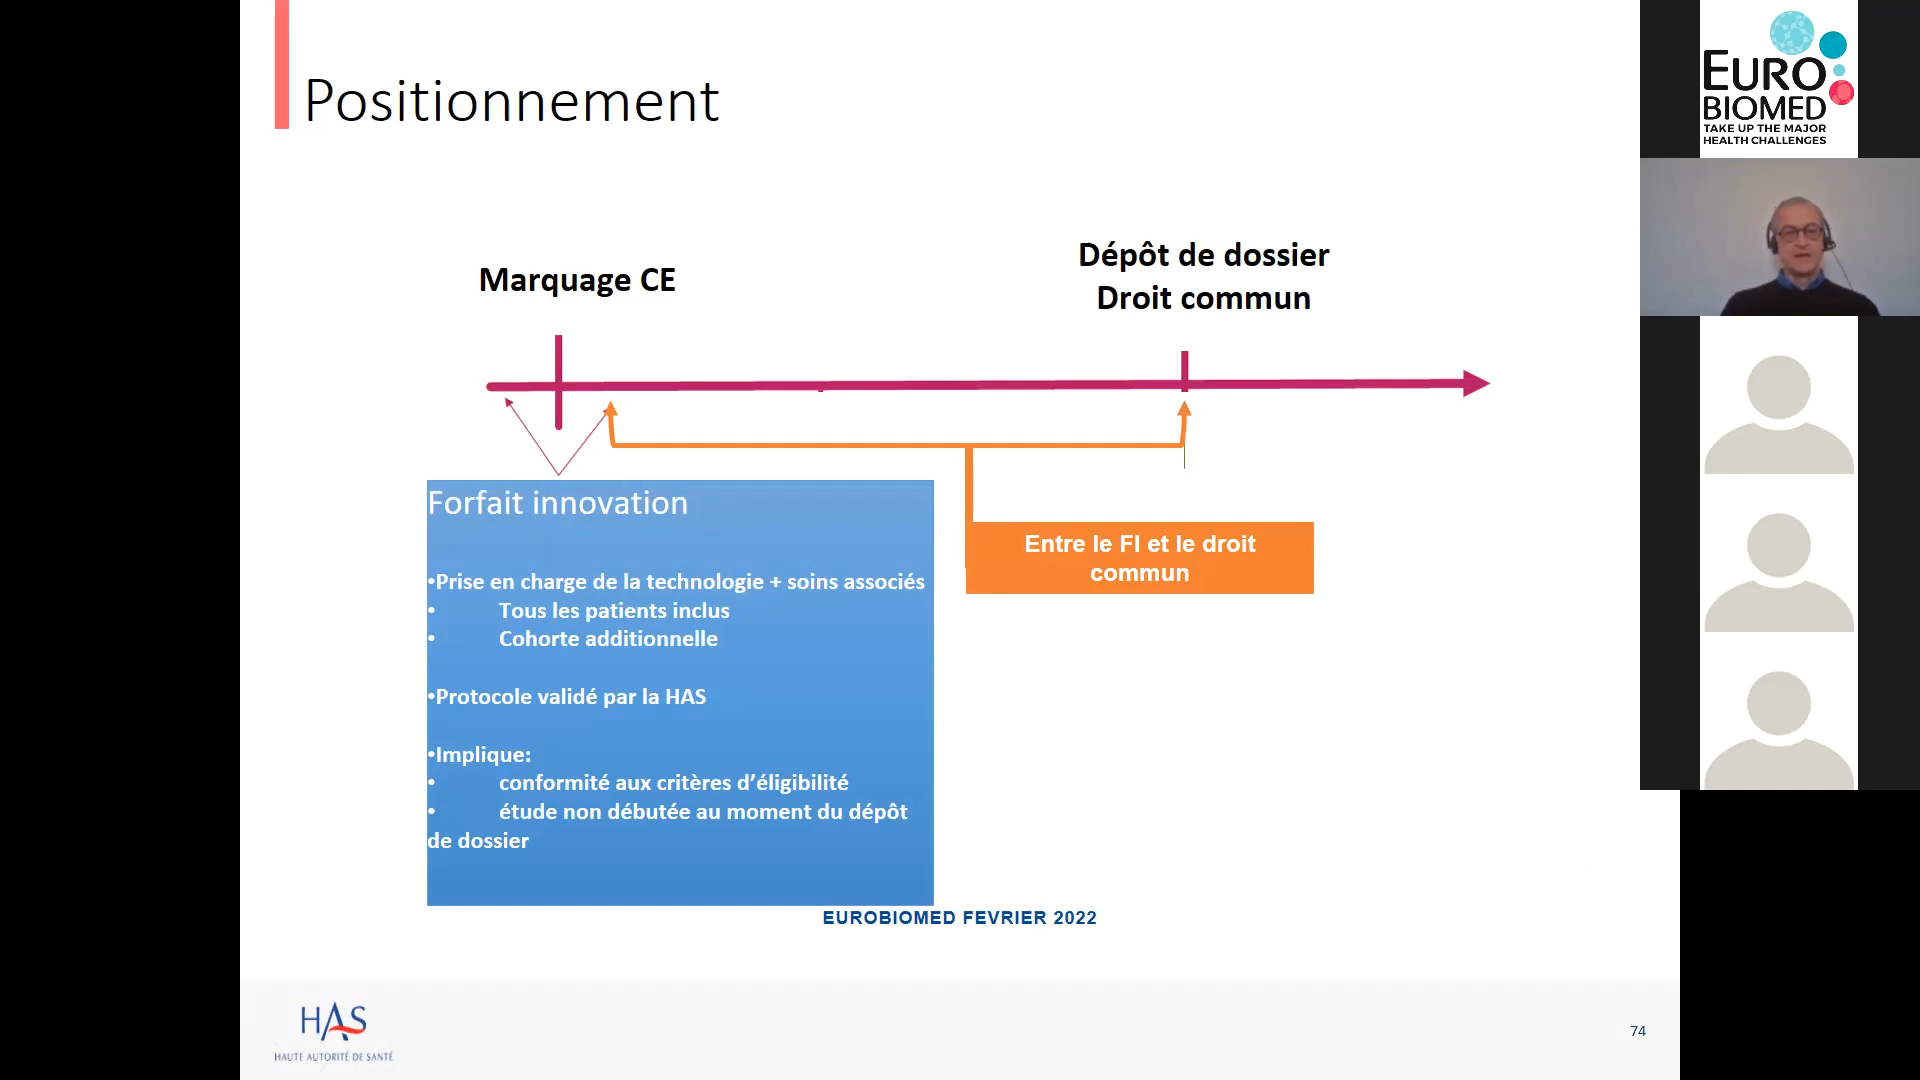 Positionnement
Marquage CE
Dépôt de dossier
Droit commun
Forfait innovation
•Prise en charge de la technologie + soins associés
• Tous les patients inclus
• Cohorte additionnelle
•Protocole validé par la HAS
•Implique:
• conformité aux critères d’éligibilité
• étude non débutée au moment du dépôt
de dossier
Entre le FI et le droit
commun
EUROBIOMED FEVRIER 2022
HAS
HAUTE AUTORITÉ DE SANTÉ
74
EURO
BIOMED
TAKE UP THE MAJOR
HEALTH CHALLENGES